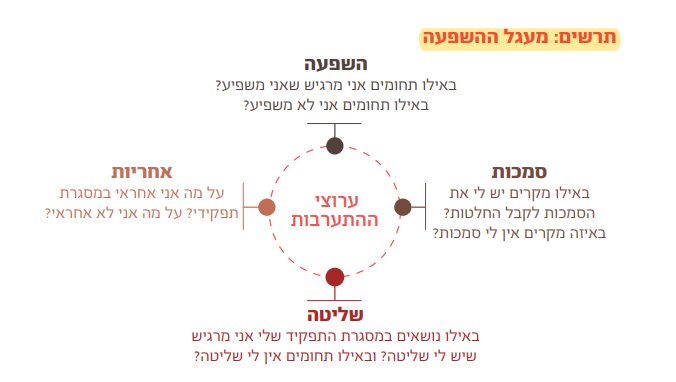 תרשים: מעגל ההשפעה
השפעה
באילו תחומים אני מרגיש שאני משפיע?
באילו תחומים אני לא משפיע?
סמכות
באילו מקרים יש לי את
הסמכות לקבל החלטות?
באיזה מקרים אין לי סמכות?
ערוצי
ההתערבות
אחריות
על מה אני אחראי במסגרת
תפקידי? על מה אני לא אחראי?
שליטה
באילו נושאים במסגרת התפקיד שלי אני מרגיש
שיש לי שליטה? ובאילו תחומים אין לי שליטה?